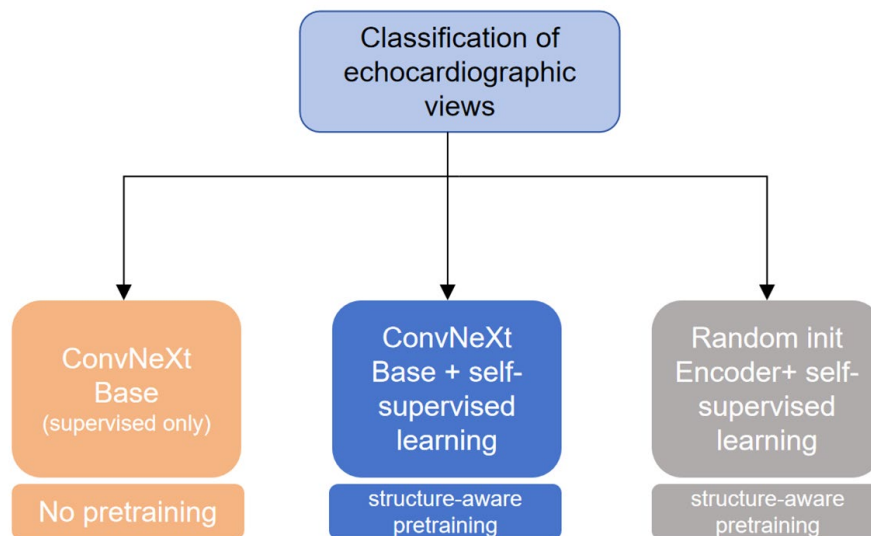 Classification of
echocardiographic
views
ConvNeXt
Base
(supervised only)
No pretraining
ConvNeXt
Base + self-
supervised
learning
structure-aware
pretraining
Random init
Encoder+ self-
supervised
learning
structure-aware
pretraining